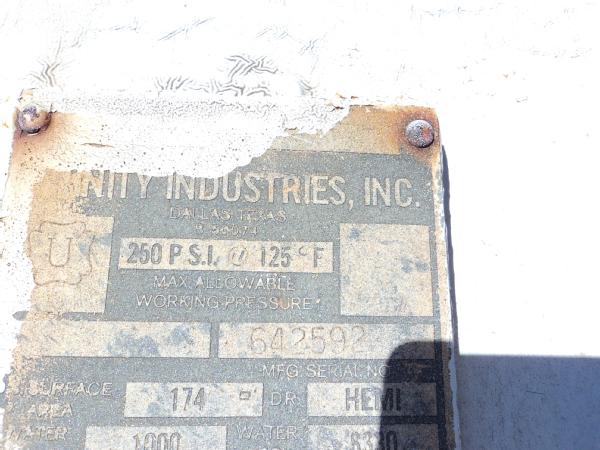 NITY INDUSTRIES, INC.
DALLAS, TEXAS
U
250 P.S.I. @ 125 °F
MAX. ALLOWABLE
WORKING PRESSURE
642592
MFG SERIAL NO.
SURFACE
AREA
174
DR
HEMI
WATER
1000
WATER
6330